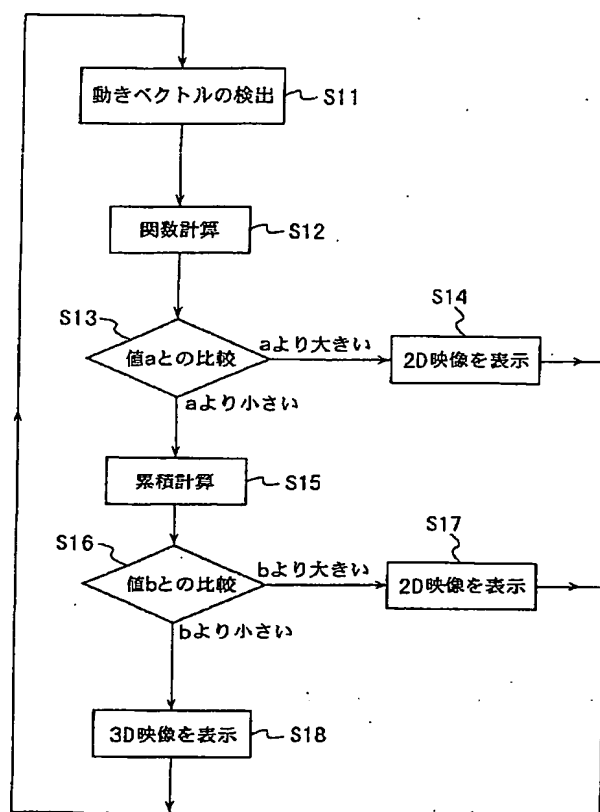 動きベクトルの検出
S11
関数計算
S12
S13
値aとの比較
aより大きい
S14
2D映像を表示
aより小さい
累積計算
S15
S16
値bとの比較
bより大きい
S17
2D映像を表示
bより小さい
3D映像を表示
S18